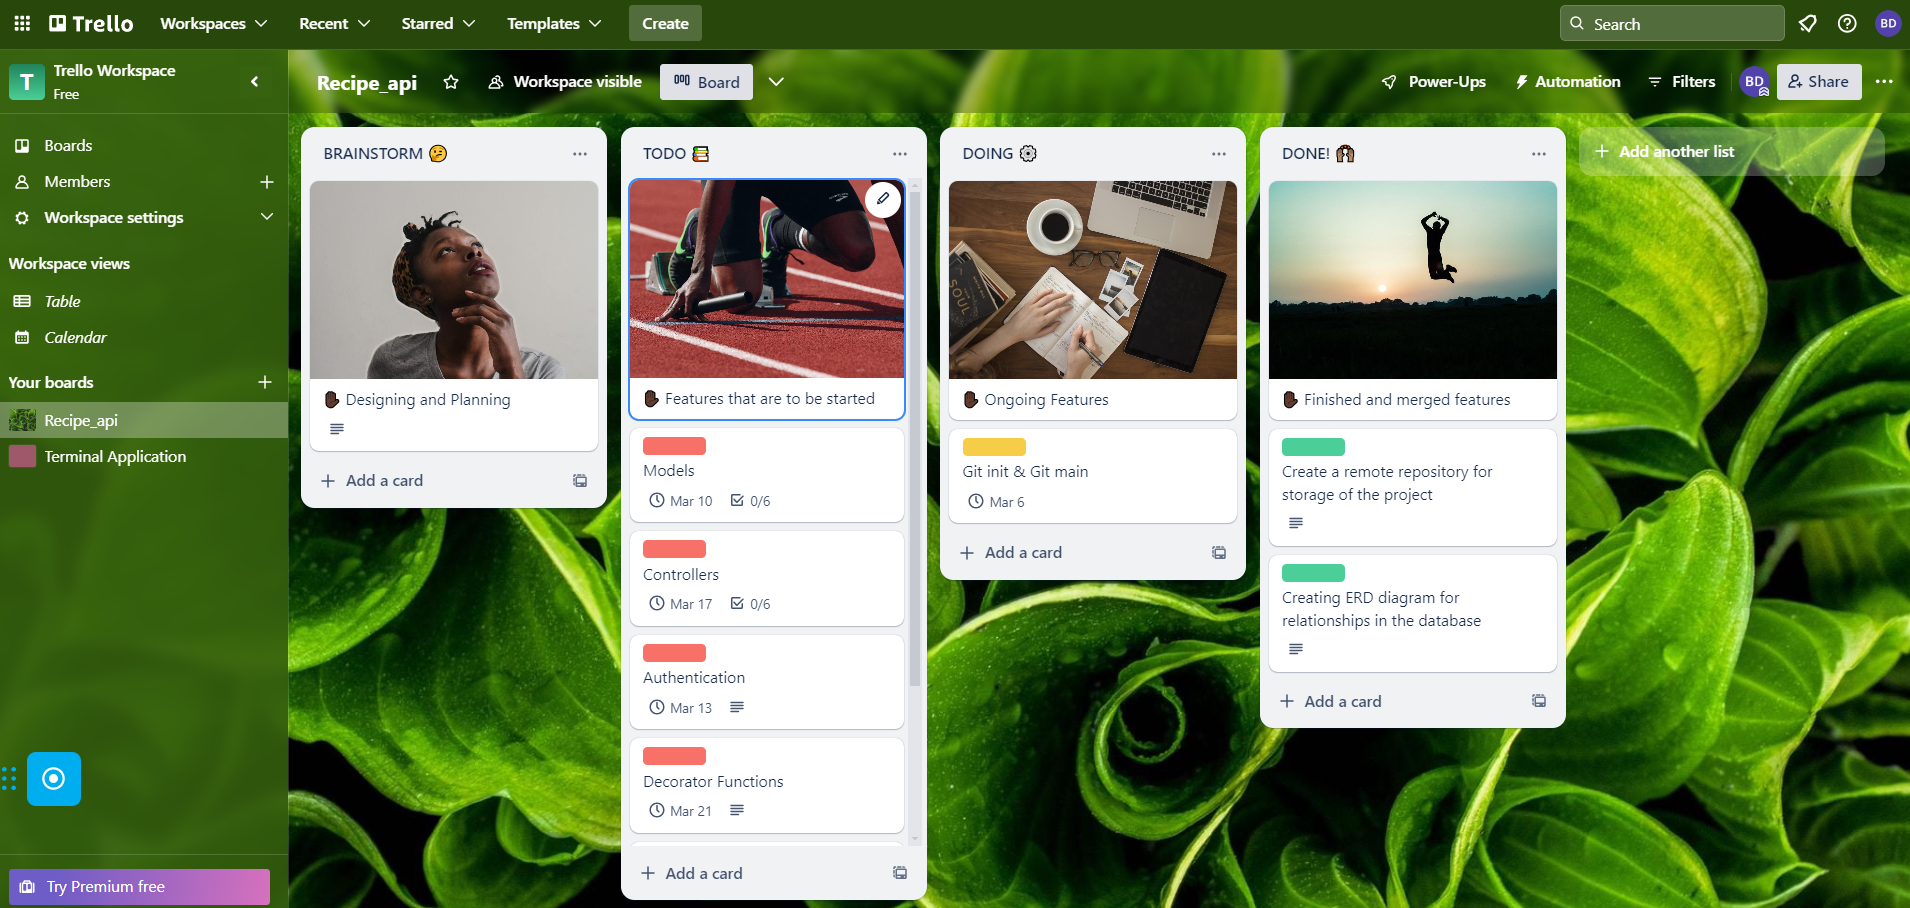 Trello
Workspaces
Recent
Starred
Templates
Create
Search
BD
T
Trello Workspace
Free
Recipe_api
Workspace visible
Board
Power-Ups
Automation
Filters
BD
Share
Boards
Members
Workspace settings
Workspace views
Table
Calendar
Your boards
Recipe_api
Terminal Application
Try Premium free
BRAINSTORM 🤔
Designing and Planning
Add a card
TODO 📚
Features that are to be started
Models
Mar 10 0/6
Controllers
Mar 17 0/6
Authentication
Mar 13
Decorator Functions
Mar 21
Add a card
DOING ⚙
SOUL
Ongoing Features
Git init & Git main
Mar 6
Add a card
DONE! 🙌🏽
Finished and merged features
Create a remote repository for
storage of the project
Creating ERD diagram for
relationships in the database
Add a card
Add another list